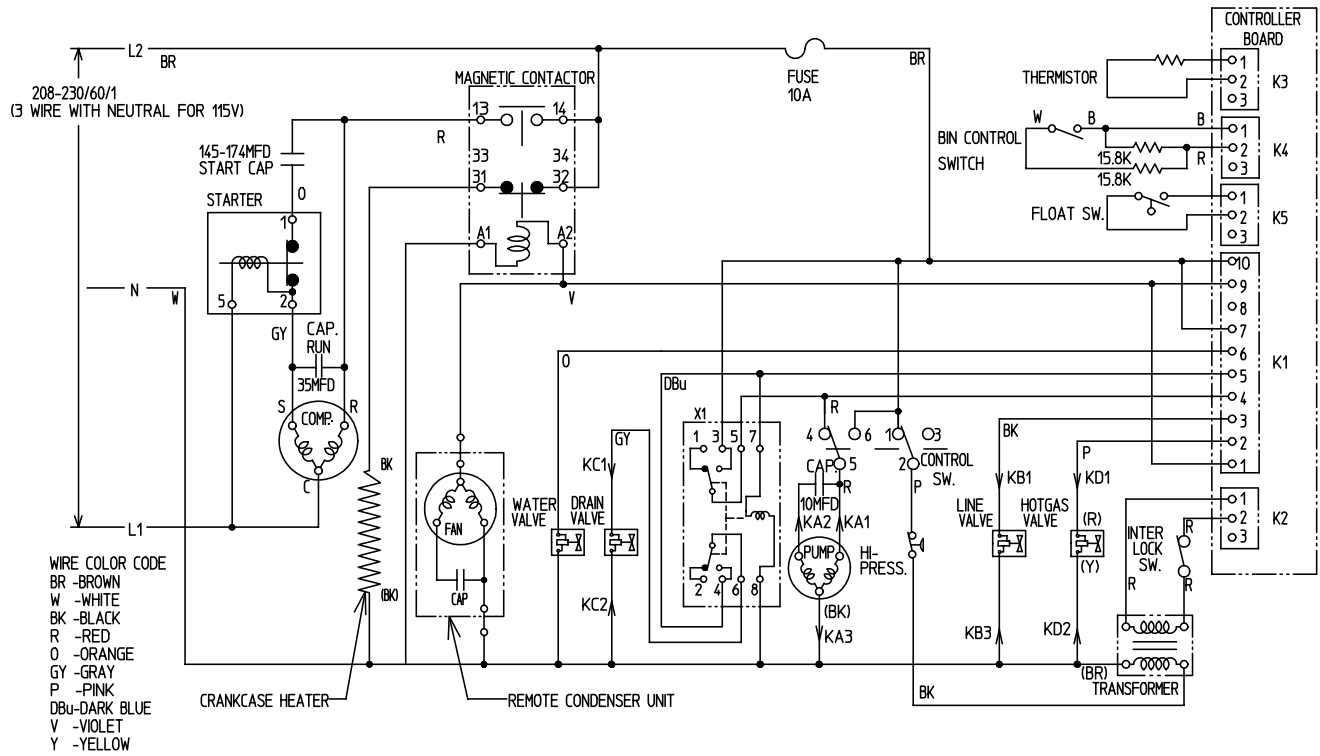 CONTROLLER
BOARD
L2
BR
208-230/60/1
(3 WIRE WITH NEUTRAL FOR 115V)
MAGNETIC CONTACTOR
13
14
R
33
34
31
32
A1
A2
V
FUSE
10A
BR
THERMISTOR
1
2
3
K3
BIN CONTROL
SWITCH
W
B
B
15.8K
R
15.8K
1
2
3
K4
FLOAT SW.
1
2
3
K5
145-174MFD
START CAP
O
STARTER
1
5
2
N
W
GY
CAP.
RUN
35MFD
S
R
COMP.
C
L1
10
9
8
7
6
5
4
3
2
1
K1
O
DBu
X1
1
3
5
7
2
4
6
8
GY
KC1
KC2
R
4
6
5
CAP.
10MFD
R
KA2
KA1
PUMP
(BK)
KA3
HI-
PRESS.
1
3
2
CONTROL
SW.
P
BK
KB1
LINE
VALVE
KB3
P
KD1
HOTGAS
VALVE
(R)
(Y)
KD2
(BR)
1
2
3
K2
INTER
LOCK
SW.
R
R
R
TRANSFORMER
BK
BK
(BK)
FAN
CAP
WATER
VALVE
DRAIN
VALVE
CRANKCASE HEATER
REMOTE CONDENSER UNIT
WIRE COLOR CODE
BR -BROWN
W -WHITE
BK -BLACK
R -RED
O -ORANGE
GY -GRAY
P -PINK
DBu-DARK BLUE
V -VIOLET
Y -YELLOW